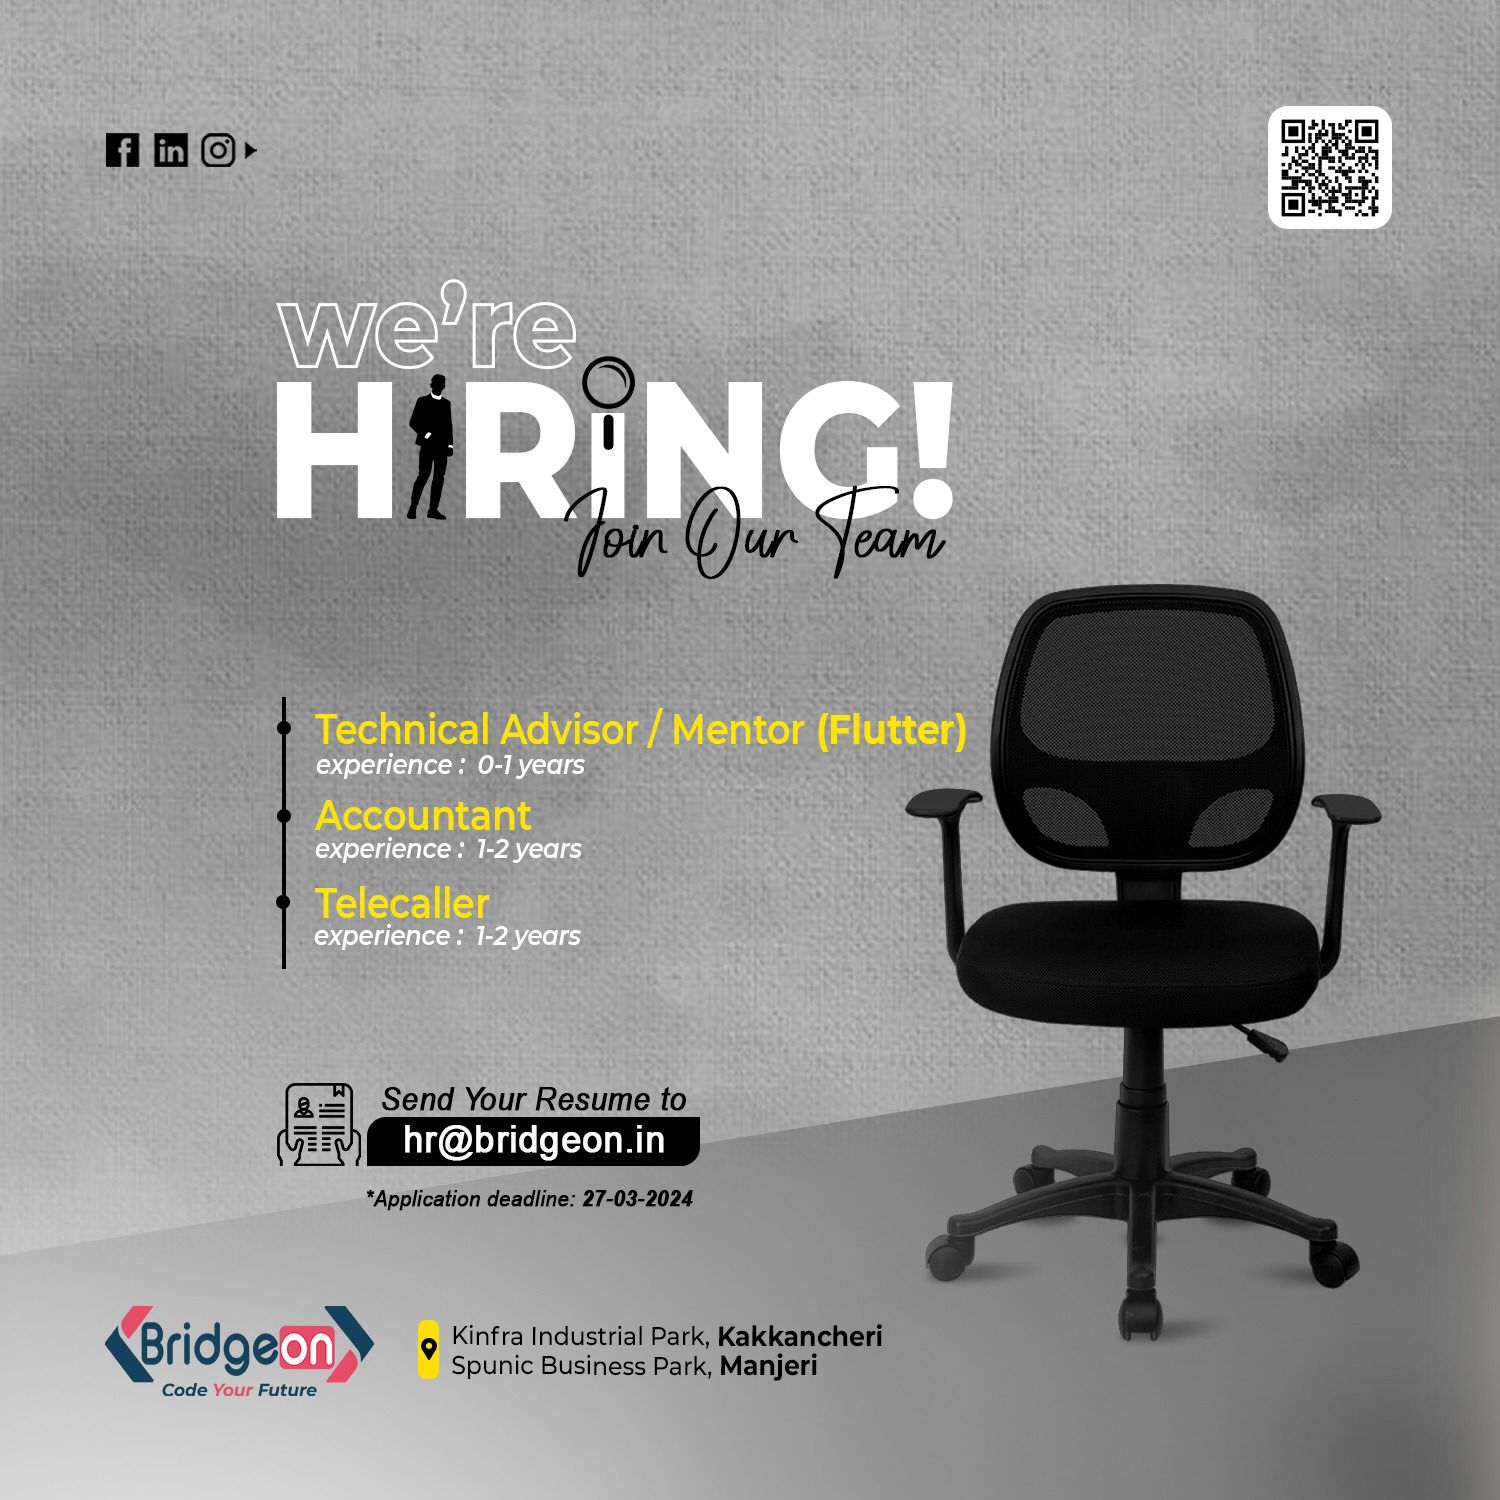 we're
HIRiNG!
Join Our Team
Technical Advisor / Mentor (Flutter)
experience : 0-1 years
Accountant
experience : 1-2 years
Telecaller
experience : 1-2 years
Send Your Resume to
hr@bridgeon.in
*Application deadline: 27-03-2024
Bridgeon
Code Your Future
Kinfra Industrial Park, Kakkancheri
Spunic Business Park, Manjeri